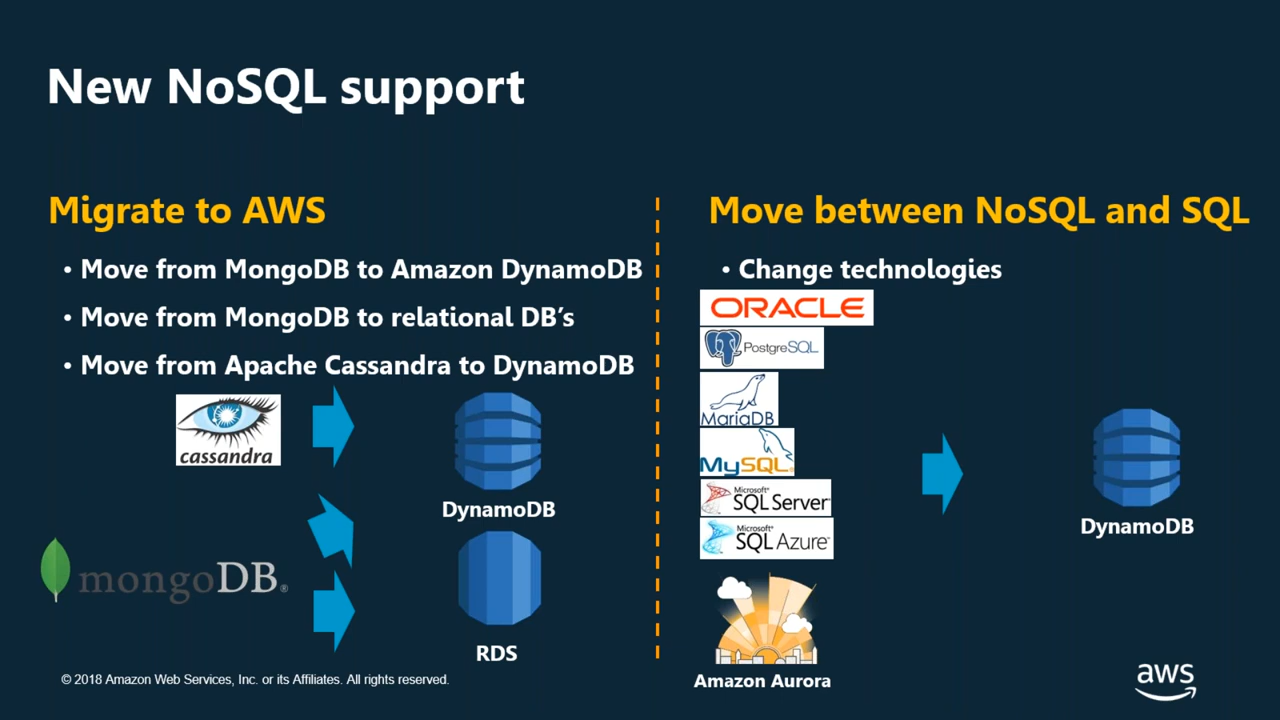 New NoSQL support
Migrate to AWS
• Move from MongoDB to Amazon DynamoDB
• Move from MongoDB to relational DB’s
• Move from Apache Cassandra to DynamoDB
cassandra
DynamoDB
mongoDB®
RDS
Move between NoSQL and SQL
• Change technologies
ORACLE
PostgreSQL
MariaDB
MySQL®
Microsoft®
SQL Server®
Microsoft®
SQL Azure™
Amazon Aurora
DynamoDB
© 2018 Amazon Web Services, Inc. or its Affiliates. All rights reserved.
aws